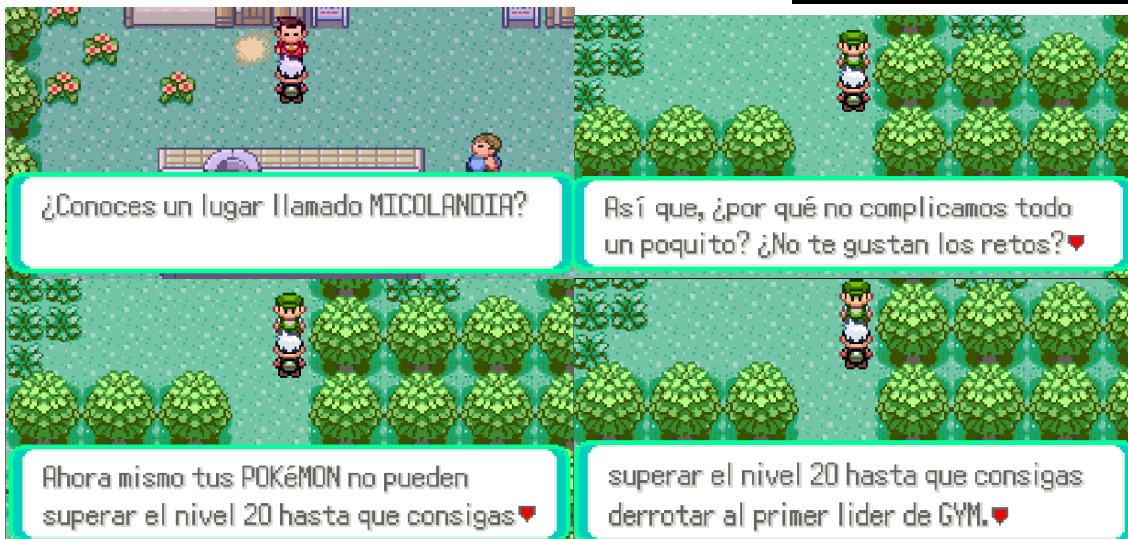 ¿Conoces un lugar llamado MICOLANDIA?
Así que, ¿por qué no complicamos todo
un poquito? ¿No te gustan los retos?
Ahora mismo tus POKéMON no pueden
superar el nivel 20 hasta que consigas
superar el nivel 20 hasta que consigas
derrotar al primer lider de GYM.